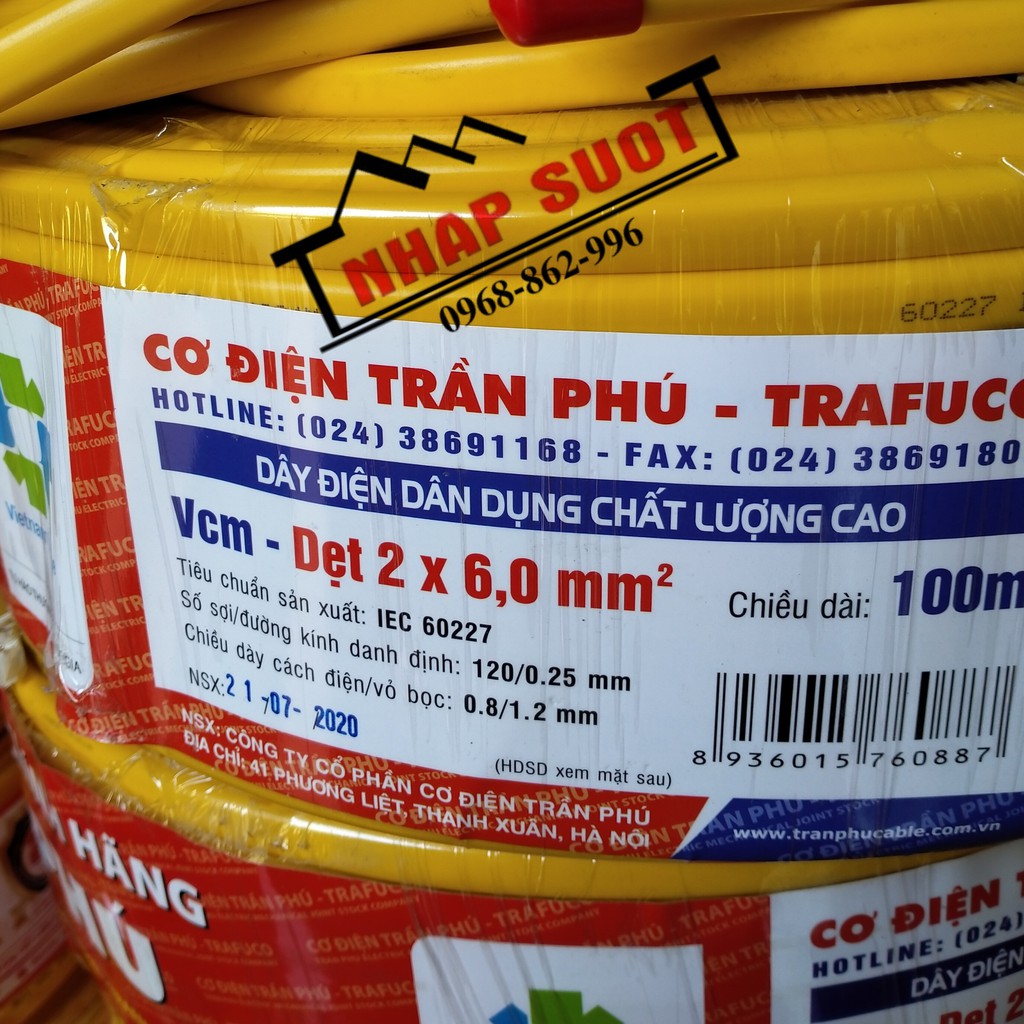 NHAP SUOT
0968-862-996
60227
CƠ ĐIỆN TRẦN PHÚ - TRAFUCO
HOTLINE: (024) 38691168 - FAX: (024) 3869180
DÂY ĐIỆN DÂN DỤNG CHẤT LƯỢNG CAO
Vcm - Dẹt 2 x 6,0 mm²
Chiều dài: 100m
Tiêu chuẩn sản xuất: IEC 60227
Số sợi/đường kính danh định: 120/0.25 mm
Chiều dày cách điện/vỏ bọc: 0.8/1.2 mm
NSX: 21-07-2020
(HDSD xem mặt sau)
8 936015 760887
NSX: CÔNG TY CỔ PHẦN CƠ ĐIỆN TRẦN PHÚ
ĐỊA CHỈ: 41 PHƯƠNG LIỆT, THANH XUÂN, HÀ NỘI
www.tranphucable.com.vn
HÃNG
CƠ ĐIỆN TRẦN PHÚ - TRAFUCO
CƠ ĐIỆN
HOTLINE: (024)
DÂY ĐIỆN
Dẹt 2